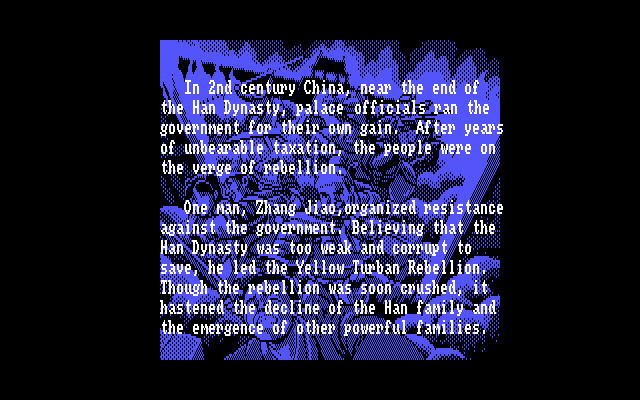 In 2nd century China, near the end of
the Han Dynasty, palace officials ran the
government for their own gain. After years
of unbearable taxation, the people were on
the verge of rebellion.
One man, Zhang Jiao,organized resistance
against the government. Believing that the
Han Dynasty was too weak and corrupt to
save, he led the Yellow Turban Rebellion.
Though the rebellion was soon crushed, it
hastened the decline of the Han family and
the emergence of other powerful families.